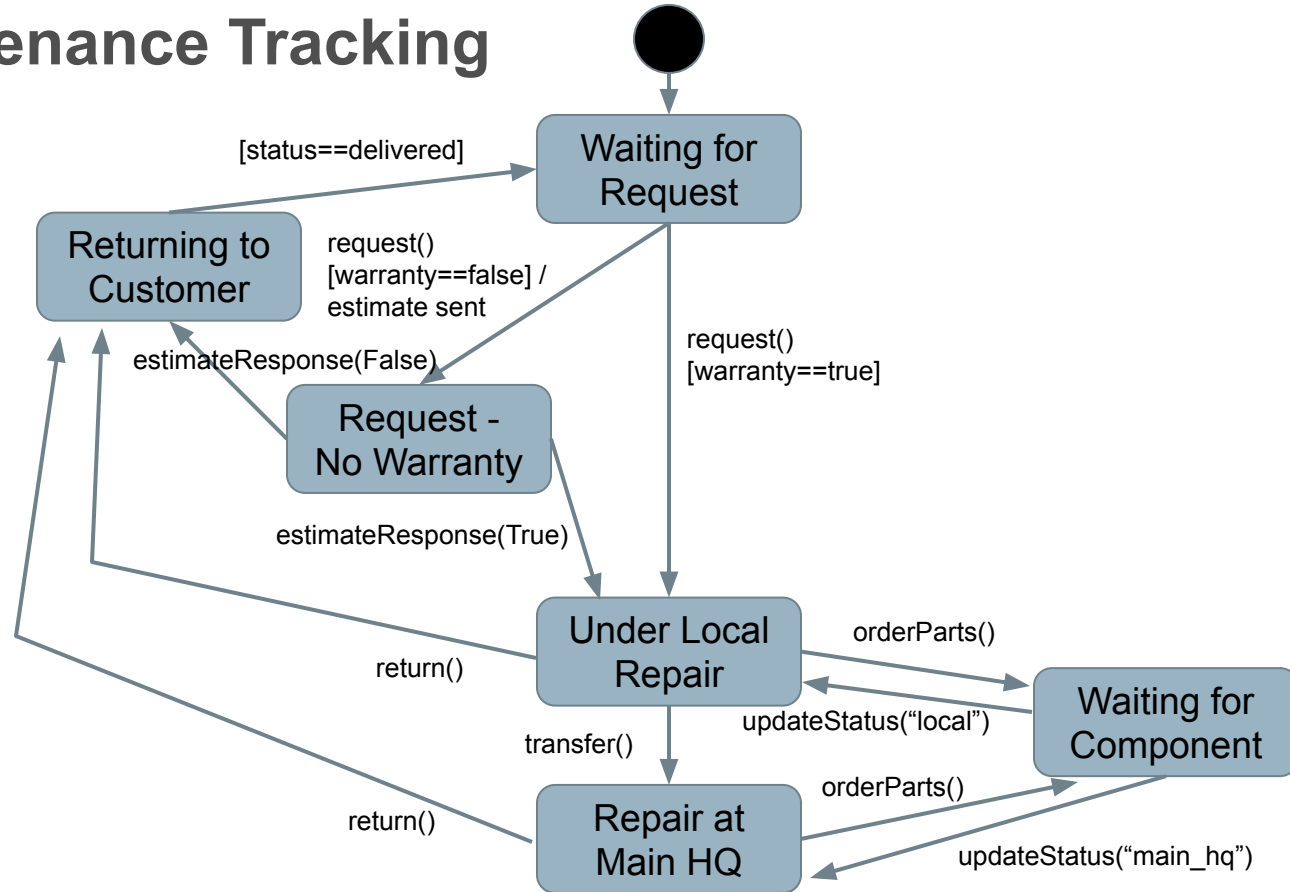 enance Tracking
Waiting for
Request
[status==delivered]
Returning to
Customer
request()
[warranty==false] /
estimate sent
request()
[warranty==true]
estimateResponse(False)
Request -
No Warranty
estimateResponse(True)
Under Local
Repair
orderParts()
return()
updateStatus(“local”)
Waiting for
Component
transfer()
orderParts()
return()
Repair at
Main HQ
updateStatus(“main_hq”)